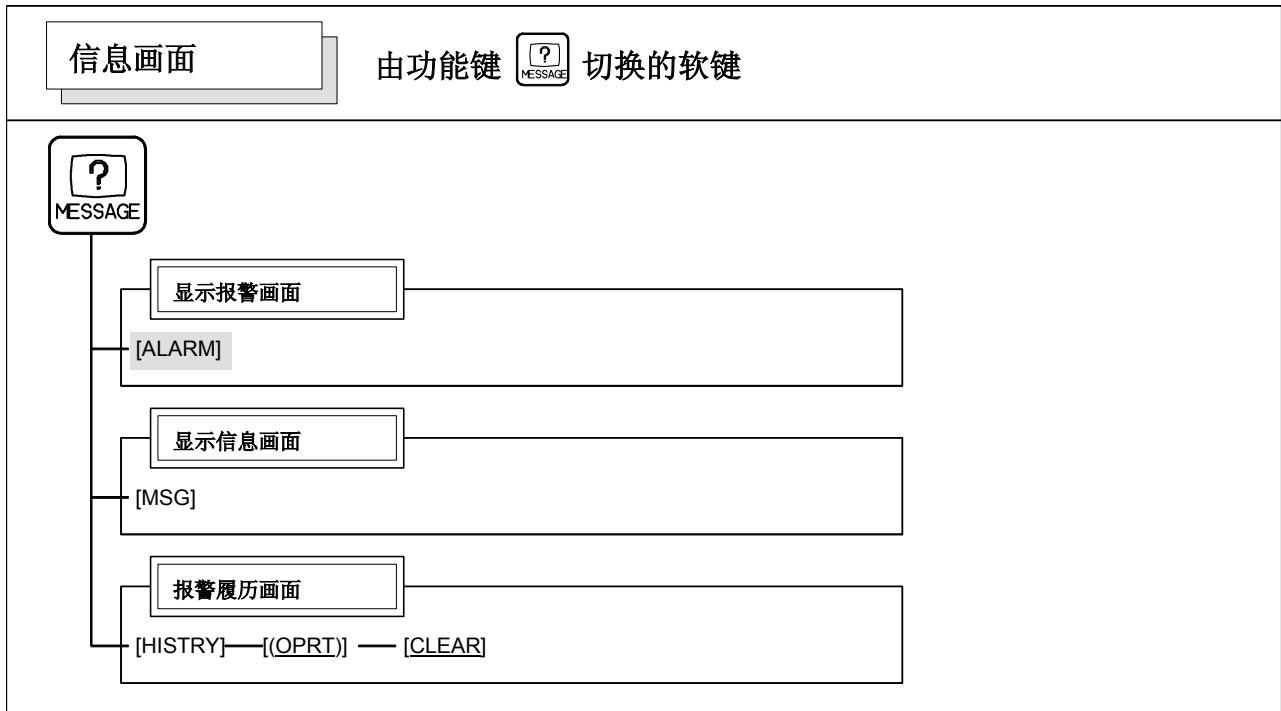 信息画面
由功能键 ? MESSAGE 切换的软键
?
MESSAGE
显示报警画面
[ALARM]
显示信息画面
[MSG]
报警履历画面
[HISTRY] [(OPRT)] [CLEAR]